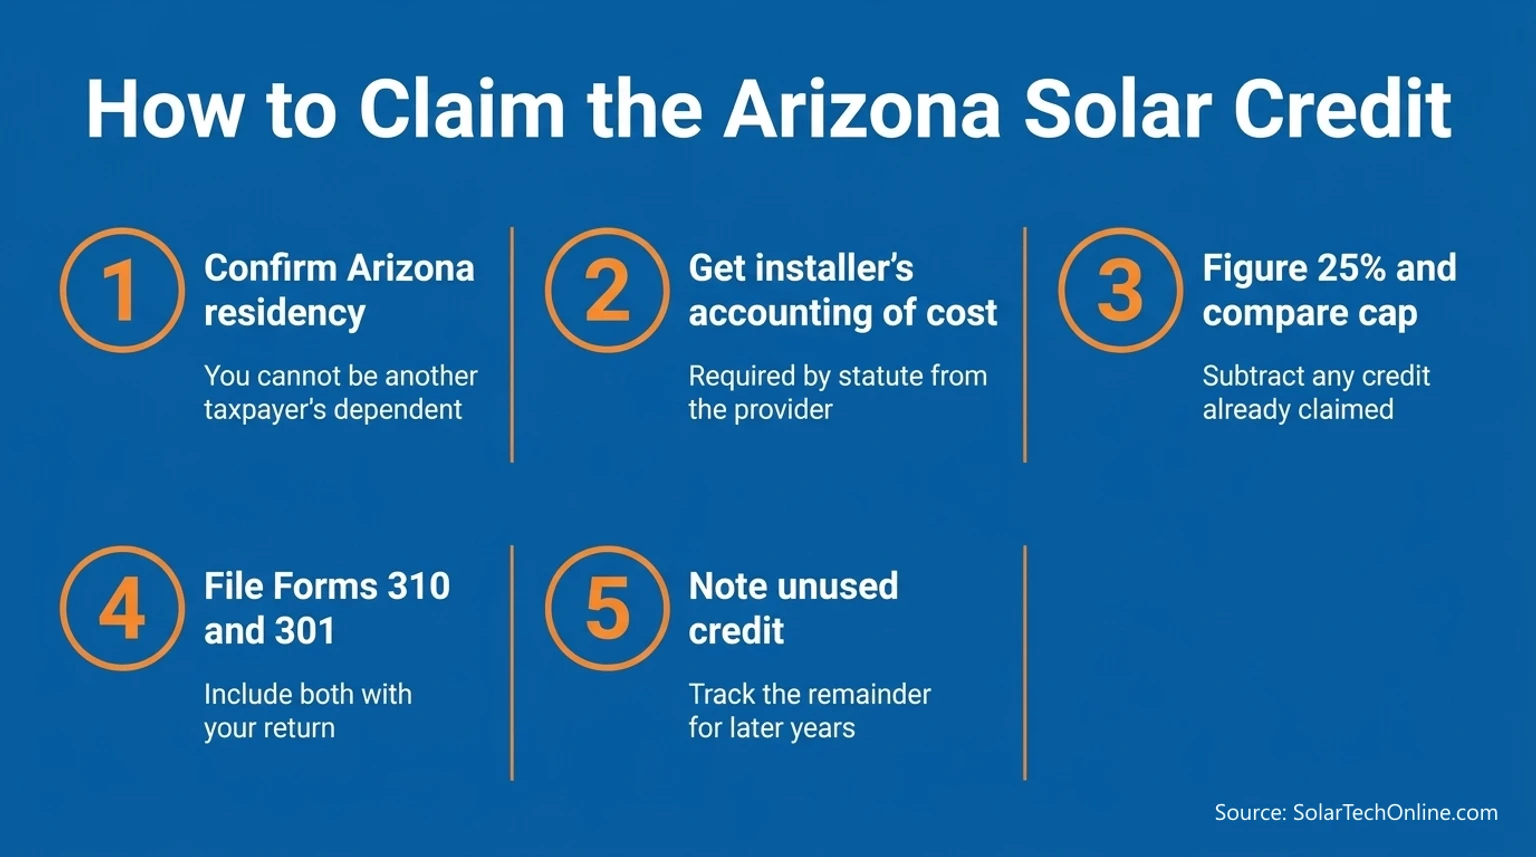 How to Claim the Arizona Solar Credit
1
Confirm Arizona
residency
You cannot be another
taxpayer's dependent
2
Get installer's
accounting of cost
Required by statute from
the provider
3
Figure 25% and
compare cap
Subtract any credit
already claimed
4
File Forms 310
and 301
Include both with
your return
5
Note unused
credit
Track the remainder
for later years
Source: SolarTechOnline.com